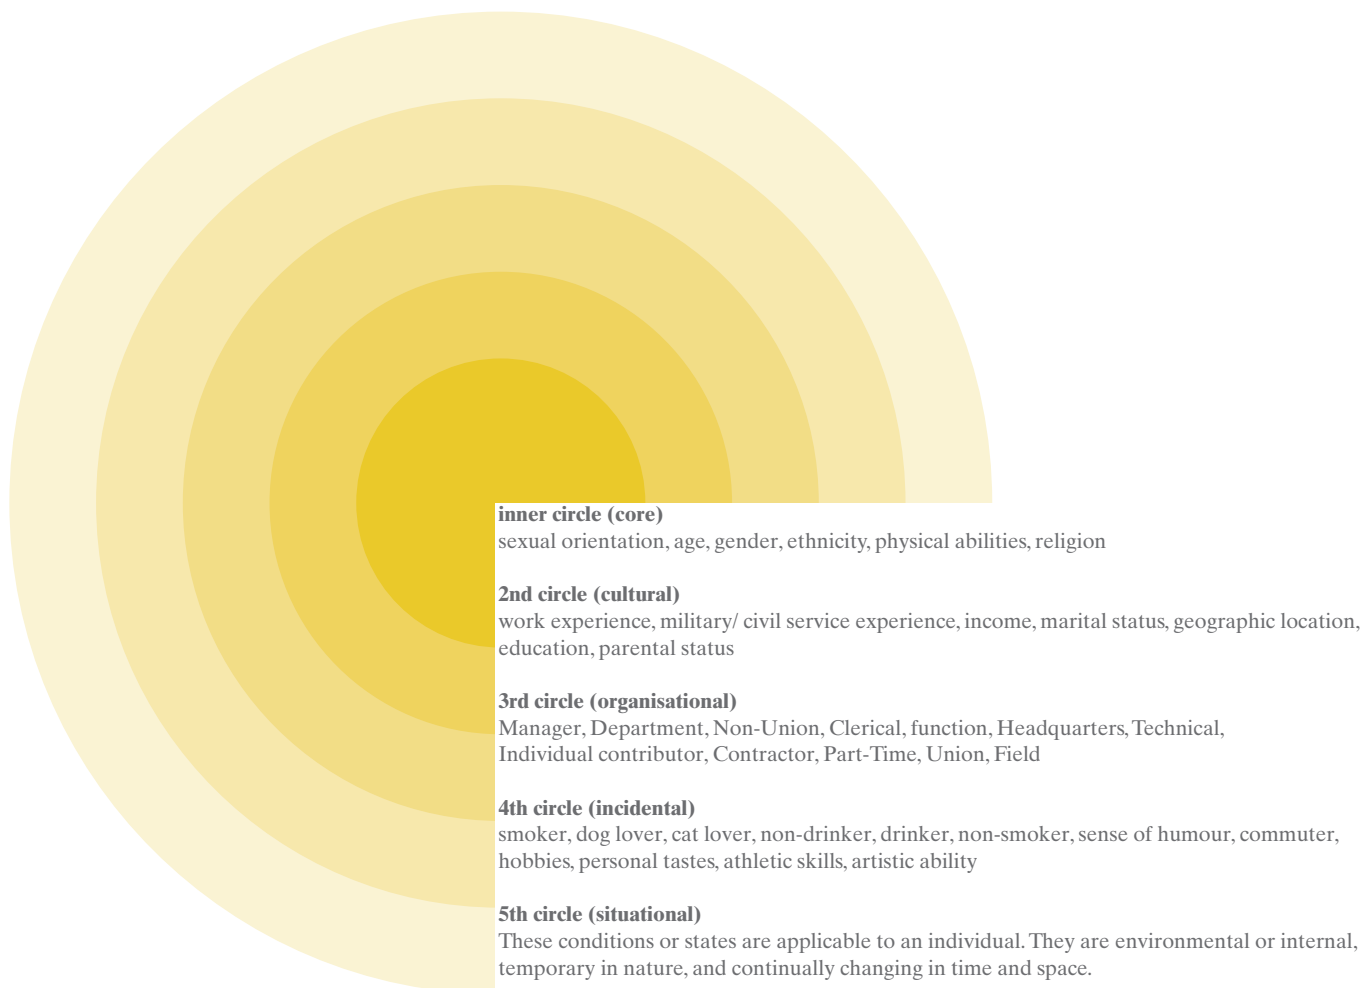 inner circle (core)
sexual orientation, age, gender, ethnicity, physical abilities, religion
2nd circle (cultural)
work experience, military/ civil service experience, income, marital status, geographic location,
education, parental status
3rd circle (organisational)
Manager, Department, Non-Union, Clerical, function, Headquarters, Technical,
Individual contributor, Contractor, Part-Time, Union, Field
4th circle (incidental)
smoker, dog lover, cat lover, non-drinker, drinker, non-smoker, sense of humour, commuter,
hobbies, personal tastes, athletic skills, artistic ability
5th circle (situational)
These conditions or states are applicable to an individual. They are environmental or internal,
temporary in nature, and continually changing in time and space.